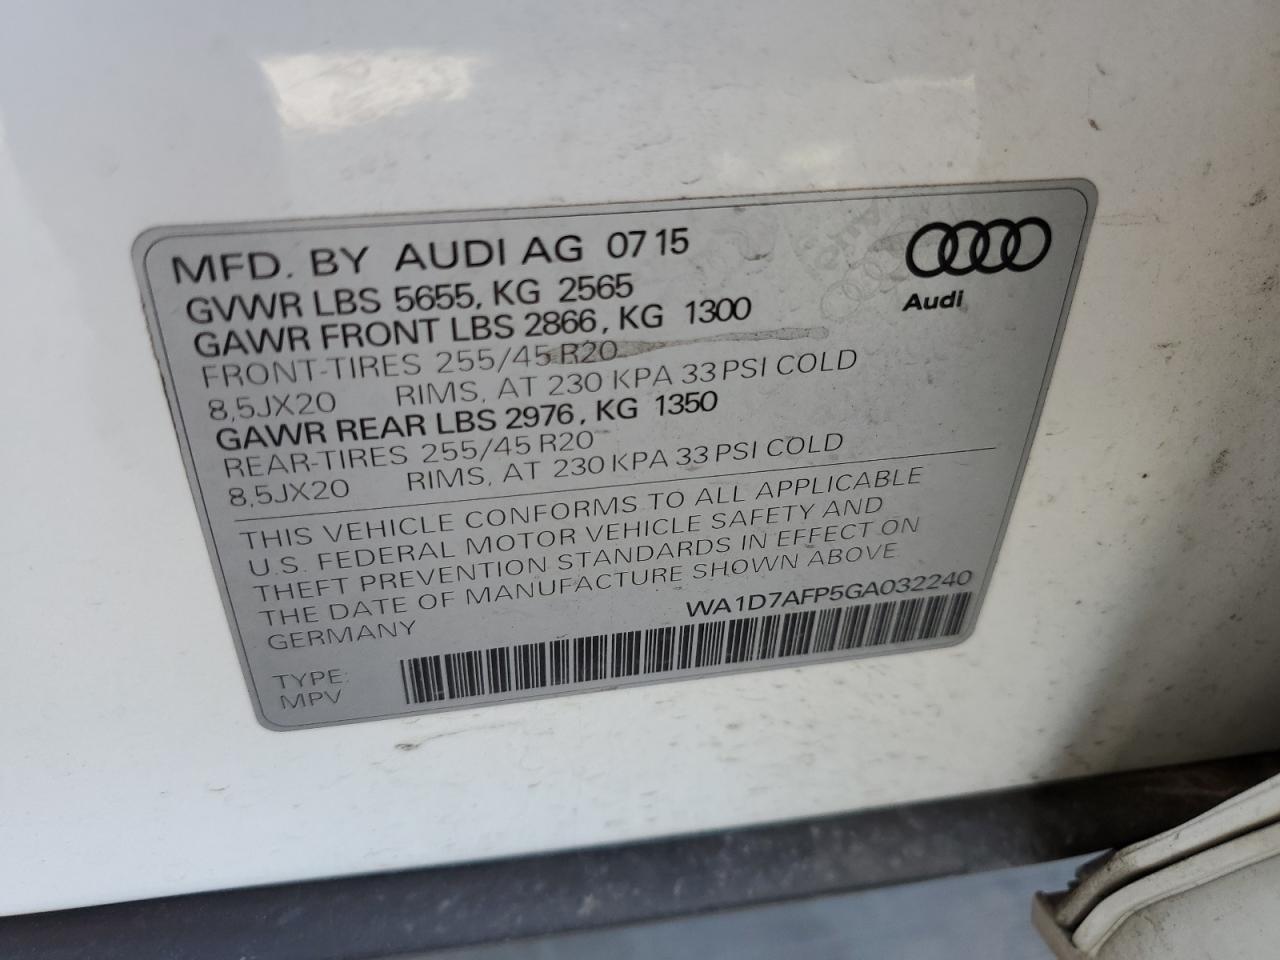 MFD. BY AUDI AG 07 15
GVWR LBS 5655, KG 2565
GAWR FRONT LBS 2866, KG 1300
FRONT-TIRES 255/45 R20
8,5JX20 RIMS, AT 230 KPA 33 PSI COLD
GAWR REAR LBS 2976, KG 1350
REAR-TIRES 255/45 R20
8,5JX20 RIMS, AT 230 KPA 33 PSI COLD
Audi
THIS VEHICLE CONFORMS TO ALL APPLICABLE
U.S. FEDERAL MOTOR VEHICLE SAFETY AND
THEFT PREVENTION STANDARDS IN EFFECT ON
THE DATE OF MANUFACTURE SHOWN ABOVE
GERMANY
WA1D7AFP5GA032240
TYPE:
MPV